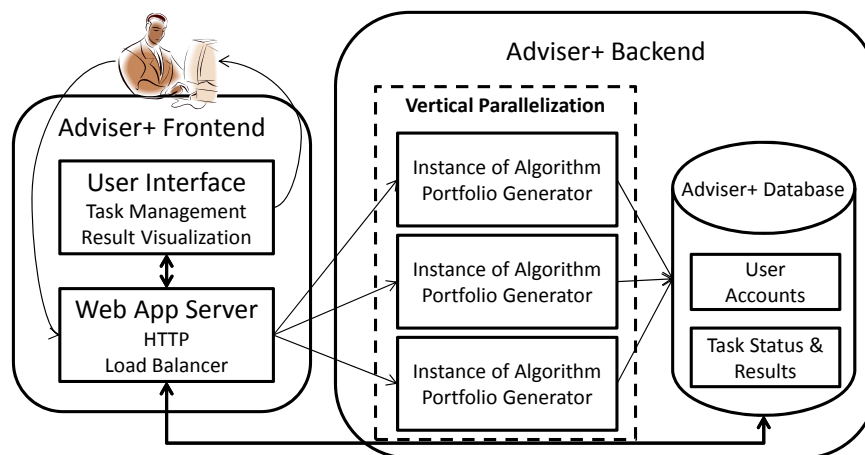 Adviser+ Frontend
User Interface
Task Management
Result Visualization
Web App Server
HTTP
Load Balancer
Adviser+ Backend
Vertical Parallelization
Instance of Algorithm
Portfolio Generator
Instance of Algorithm
Portfolio Generator
Instance of Algorithm
Portfolio Generator
Adviser+ Database
User
Accounts
Task Status &
Results